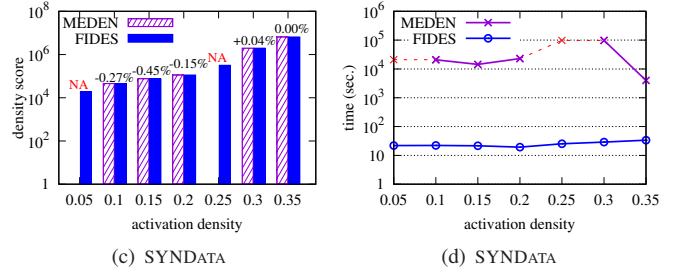 MEDEN
FIDES
density score
10^8
10^6
10^4
10^2
1
NA
-0.27%
-0.45%
-0.15%
NA
+0.04%
0.00%
0.05 0.1 0.15 0.2 0.25 0.3 0.35
activation density
(c) SYNDATA
MEDEN
FIDES
time (sec.)
10^6
10^5
10^4
10^3
10^2
10
1
0.05 0.1 0.15 0.2 0.25 0.3 0.35
activation density
(d) SYNDATA